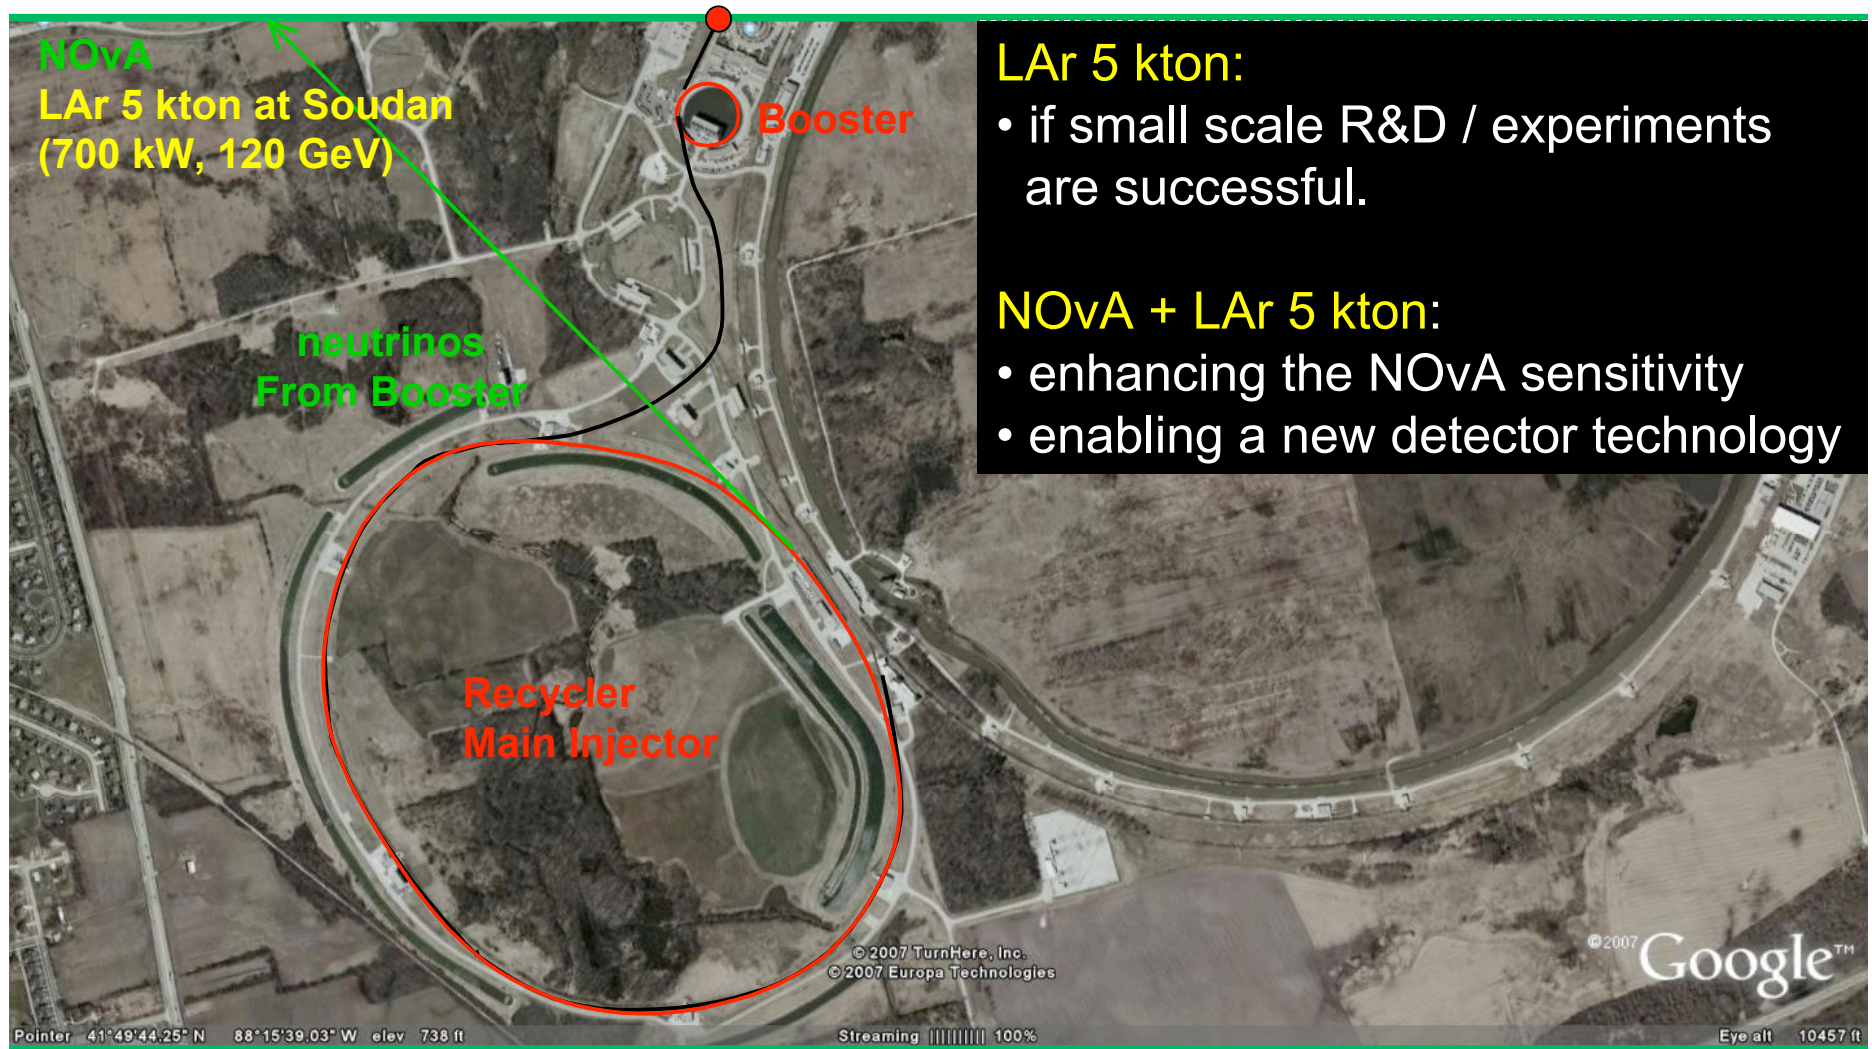 NOvA
LAr 5 kton at Soudan
(700 kW, 120 GeV)
Booster
neutrinos
From Booster
Recycler
Main Injector
LAr 5 kton:
• if small scale R&D / experiments
are successful.
NOvA + LAr 5 kton:
• enhancing the NOvA sensitivity
• enabling a new detector technology
© 2007 TurnHere, Inc.
© 2007 Europa Technologies
©2007 Google™
Pointer 41°49'44.25" N 88°15'39.03" W elev 738 ft
Streaming |||||||||| 100%
Eye alt 10457 ft